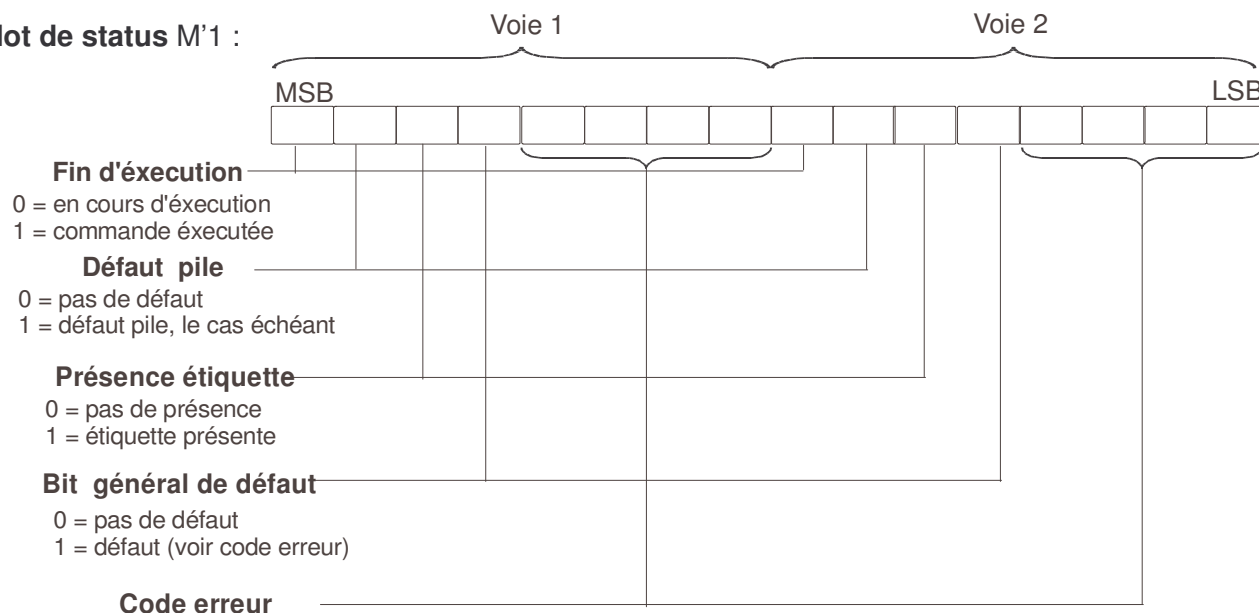 lot de status M'1 :
Voie 1
Voie 2
MSB
LSB
Fin d'éxecution
0 = en cours d'éxecution
1 = commande éxecutée
Défaut pile
0 = pas de défaut
1 = défaut pile, le cas échéant
Présence étiquette
0 = pas de présence
1 = étiquette présente
Bit général de défaut
0 = pas de défaut
1 = défaut (voir code erreur)
Code erreur